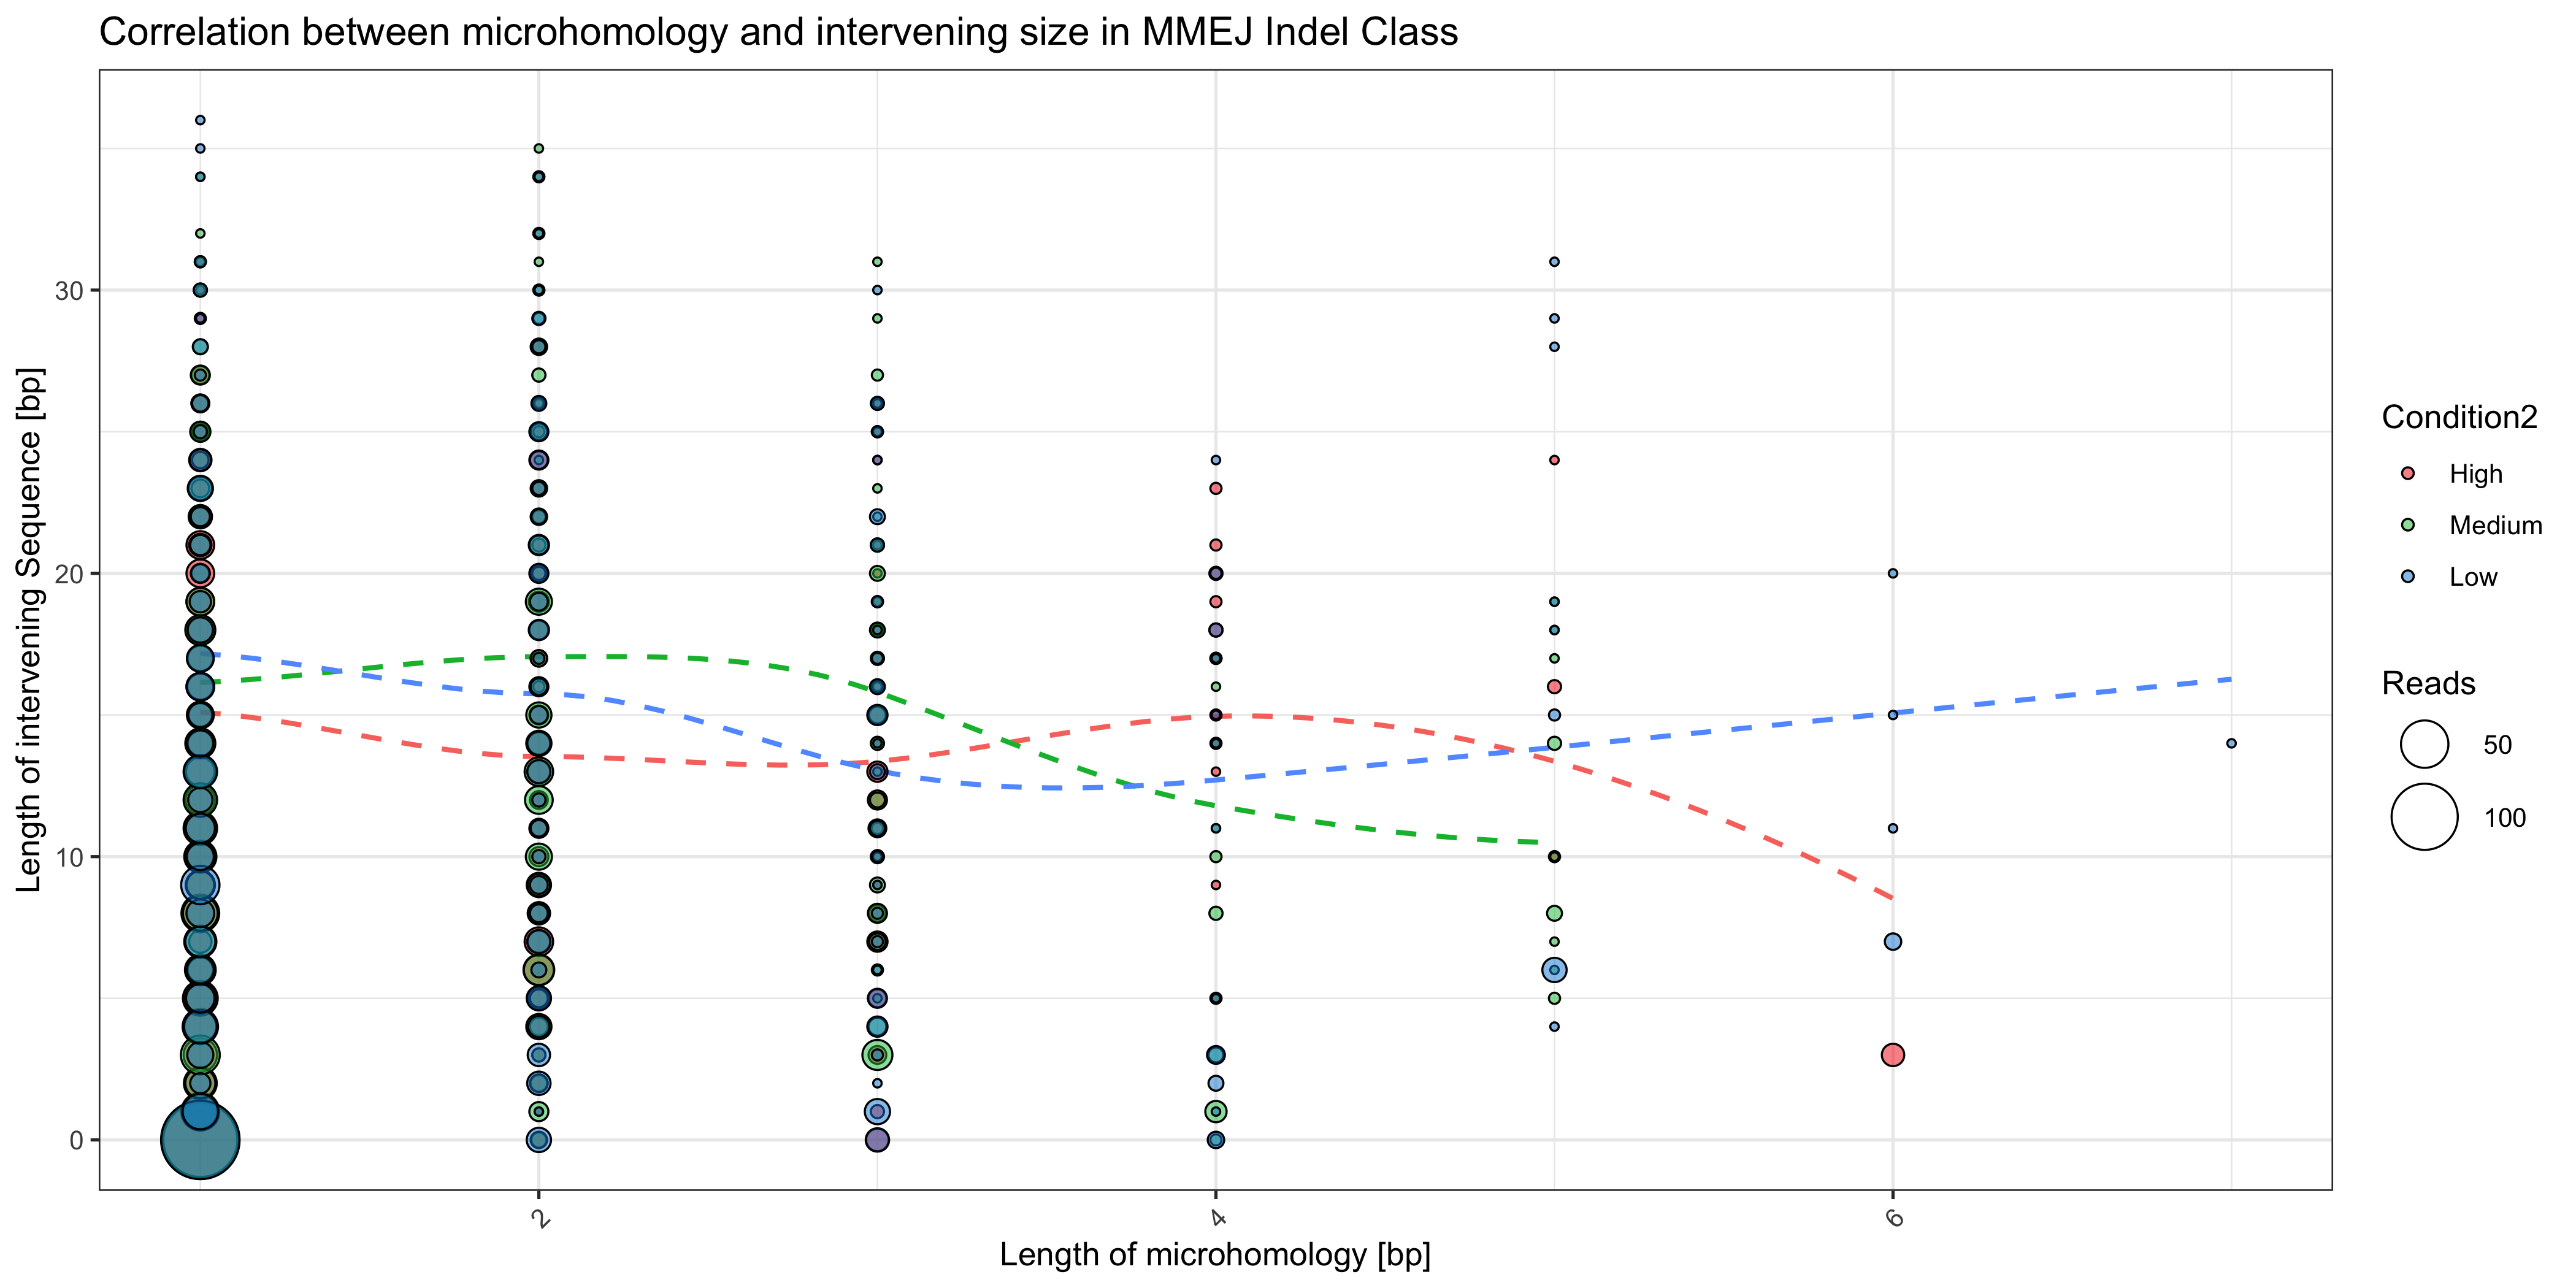 Correlation between microhomology and intervening size in MMEJ Indel Class
Length of intervening Sequence [bp]
30
20
10
0
2
4
6
Length of microhomology [bp]
Condition2
High
Medium
Low
Reads
50
100